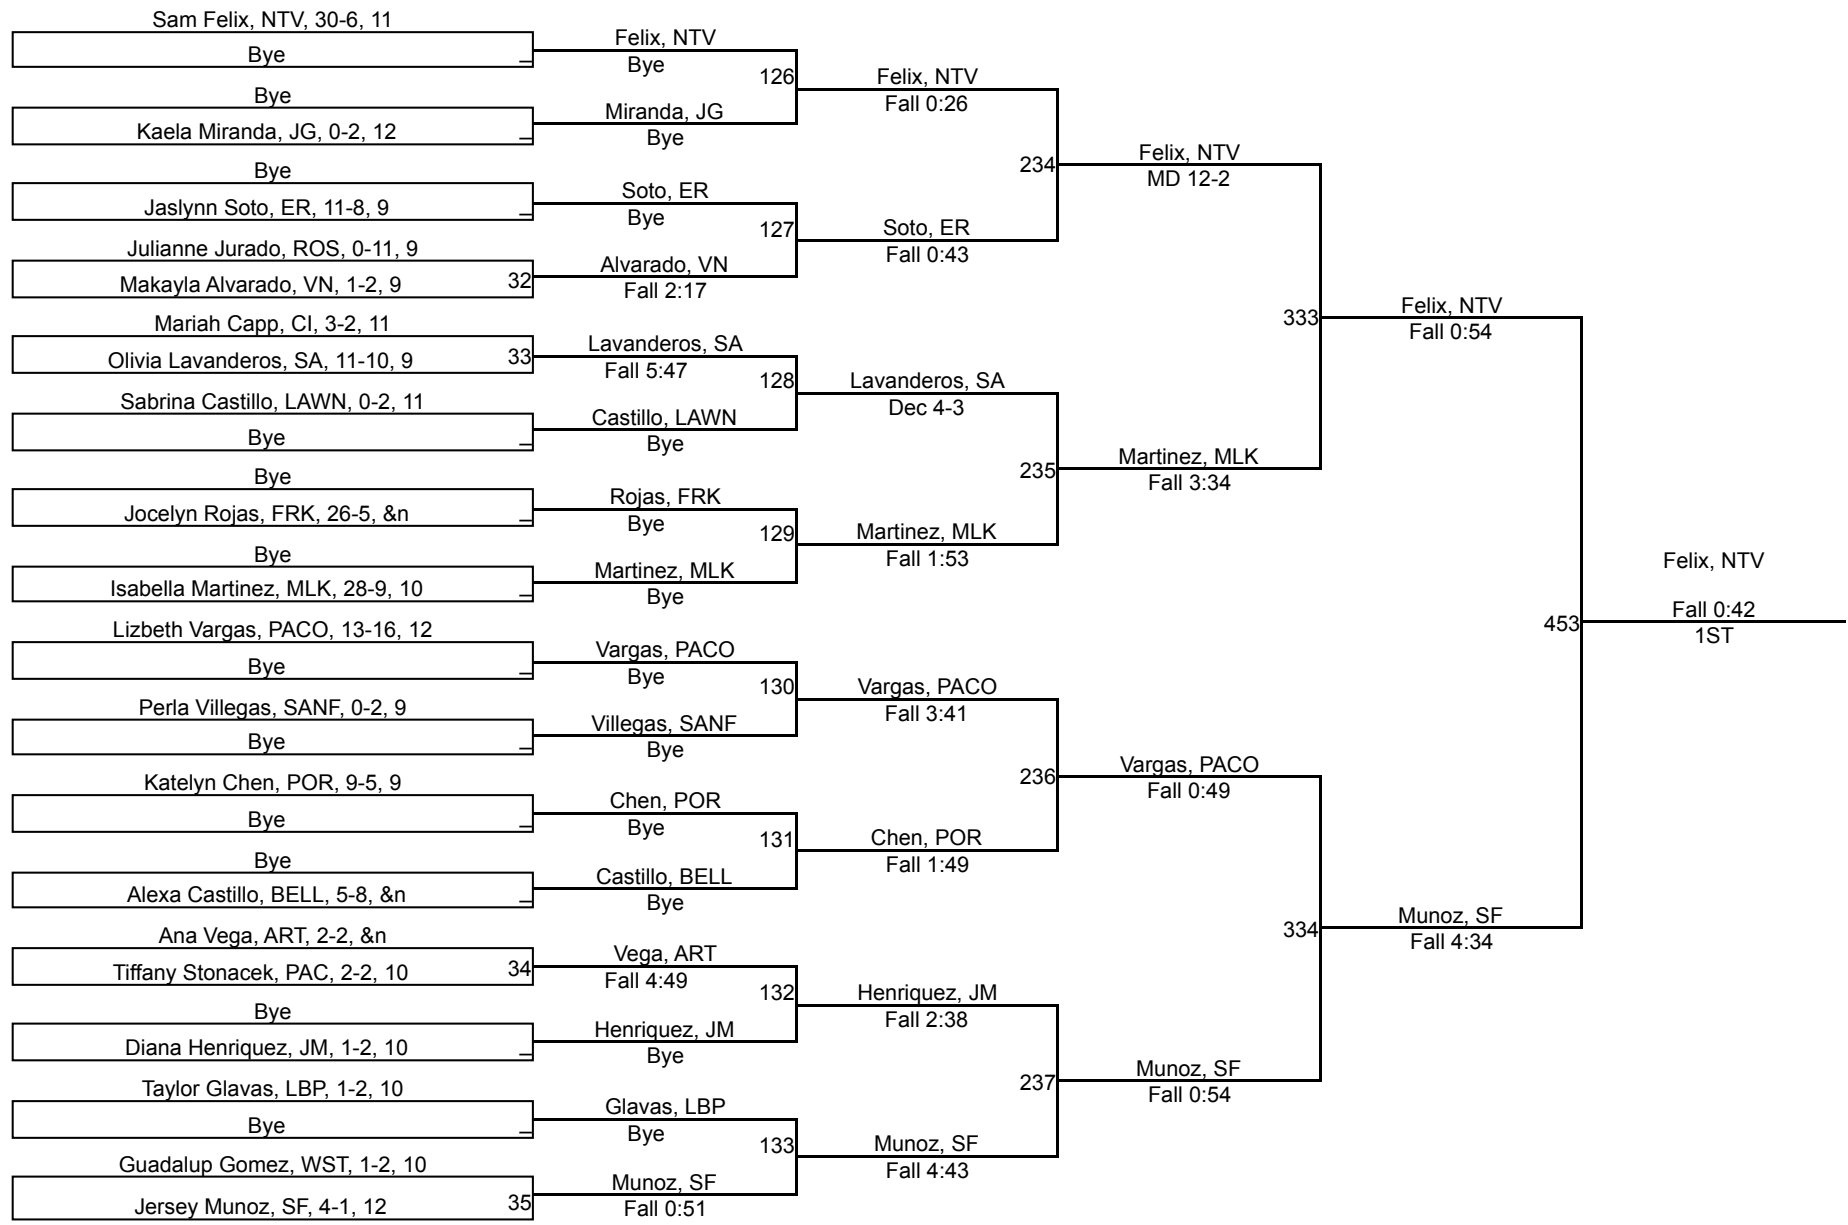 Sam Felix, NTV, 30-6, 11
Bye _
Bye
Kaela Miranda, JG, 0-2, 12 _
Bye
Jaslynn Soto, ER, 11-8, 9 _
Julianne Jurado, ROS, 0-11, 9
Makayla Alvarado, VN, 1-2, 9 32
Mariah Capp, CI, 3-2, 11
Olivia Lavanderos, SA, 11-10, 9 33
Sabrina Castillo, LAWN, 0-2, 11
Bye _
Bye
Jocelyn Rojas, FRK, 26-5, &n _
Bye
Isabella Martinez, MLK, 28-9, 10 _
Lizbeth Vargas, PACO, 13-16, 12
Bye _
Perla Villegas, SANF, 0-2, 9
Bye _
Katelyn Chen, POR, 9-5, 9
Bye _
Bye
Alexa Castillo, BELL, 5-8, &n _
Ana Vega, ART, 2-2, &n
Tiffany Stonacek, PAC, 2-2, 10 34
Bye
Diana Henriquez, JM, 1-2, 10 _
Taylor Glavas, LBP, 1-2, 10
Bye _
Guadalup Gomez, WST, 1-2, 10
Jersey Munoz, SF, 4-1, 12 35
Felix, NTV
Bye
126
Miranda, JG
Bye
Soto, ER
Bye
127
Alvarado, VN
Fall 2:17
Lavanderos, SA
Fall 5:47
128
Castillo, LAWN
Bye
Rojas, FRK
Bye
129
Martinez, MLK
Bye
Vargas, PACO
Bye
130
Villegas, SANF
Bye
Chen, POR
Bye
131
Castillo, BELL
Bye
Vega, ART
Fall 4:49
132
Henriquez, JM
Bye
Glavas, LBP
Bye
133
Munoz, SF
Fall 0:51
Felix, NTV
Fall 0:26
234
Soto, ER
Fall 0:43
Lavanderos, SA
Dec 4-3
235
Martinez, MLK
Fall 1:53
Vargas, PACO
Fall 3:41
236
Chen, POR
Fall 1:49
Henriquez, JM
Fall 2:38
237
Munoz, SF
Fall 4:43
Felix, NTV
MD 12-2
333
Martinez, MLK
Fall 3:34
Vargas, PACO
Fall 0:49
334
Munoz, SF
Fall 0:54
Felix, NTV
Fall 0:54
453
Munoz, SF
Fall 4:34
Felix, NTV
Fall 0:42
1ST